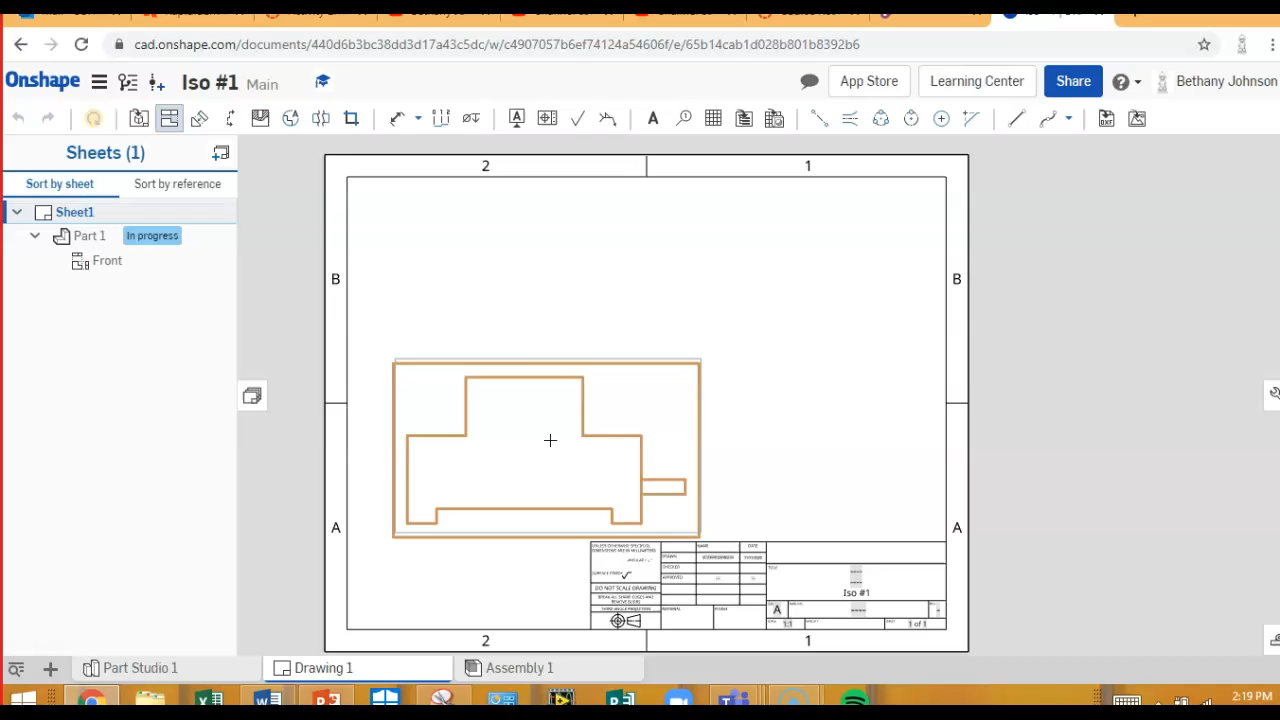 cad.onshape.com/documents/440d6b3bc38dd3d17a43c5dc/w/c4907057b6ef74124a54606f/e/65b14cab1d028b801b8392b6
Onshape Iso #1 Main App Store Learning Center Share Bethany Johnson
Sheets (1)
Sort by sheet Sort by reference
Sheet1
Part 1 In progress
Front
2 1
B B
A A
DO NOT SCALE DRAWING
Iso #1
A
1:1 1 of 1
2 1
Part Studio 1 Drawing 1 Assembly 1
2:19 PM